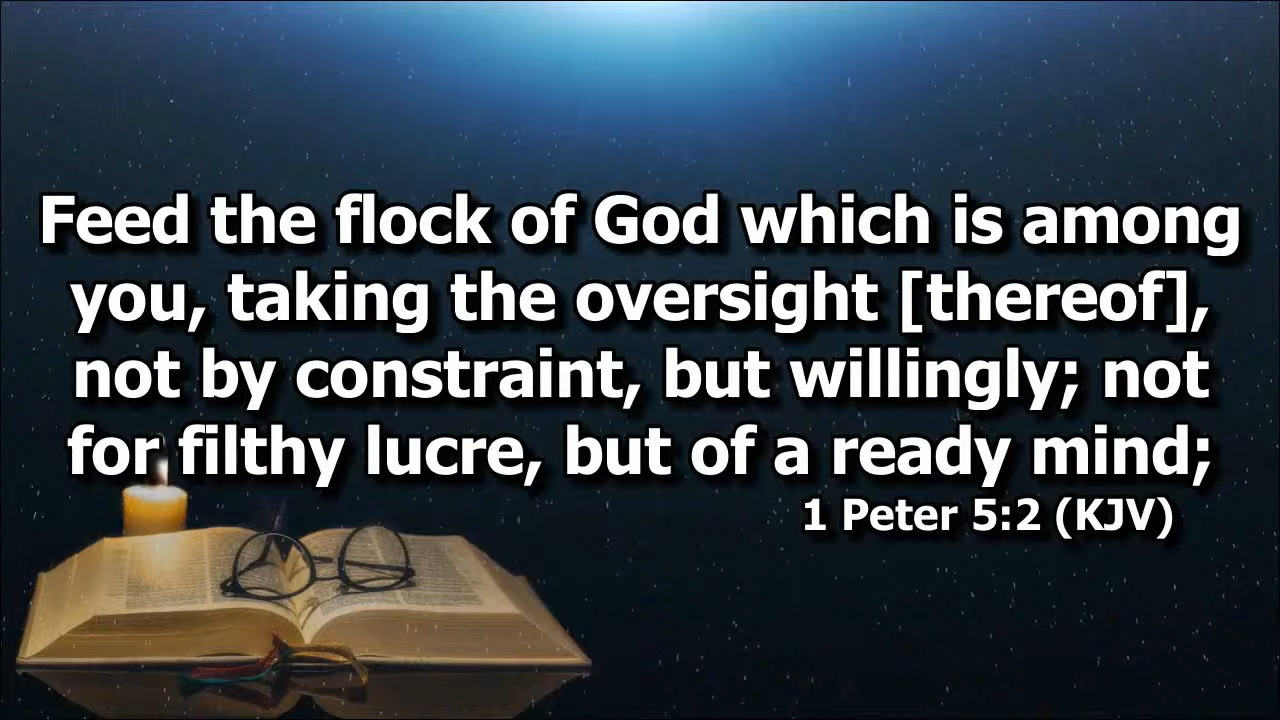 Feed the flock of God which is among
you, taking the oversight [thereof],
not by constraint, but willingly; not
for filthy lucre, but of a ready mind;
1 Peter 5:2 (KJV)